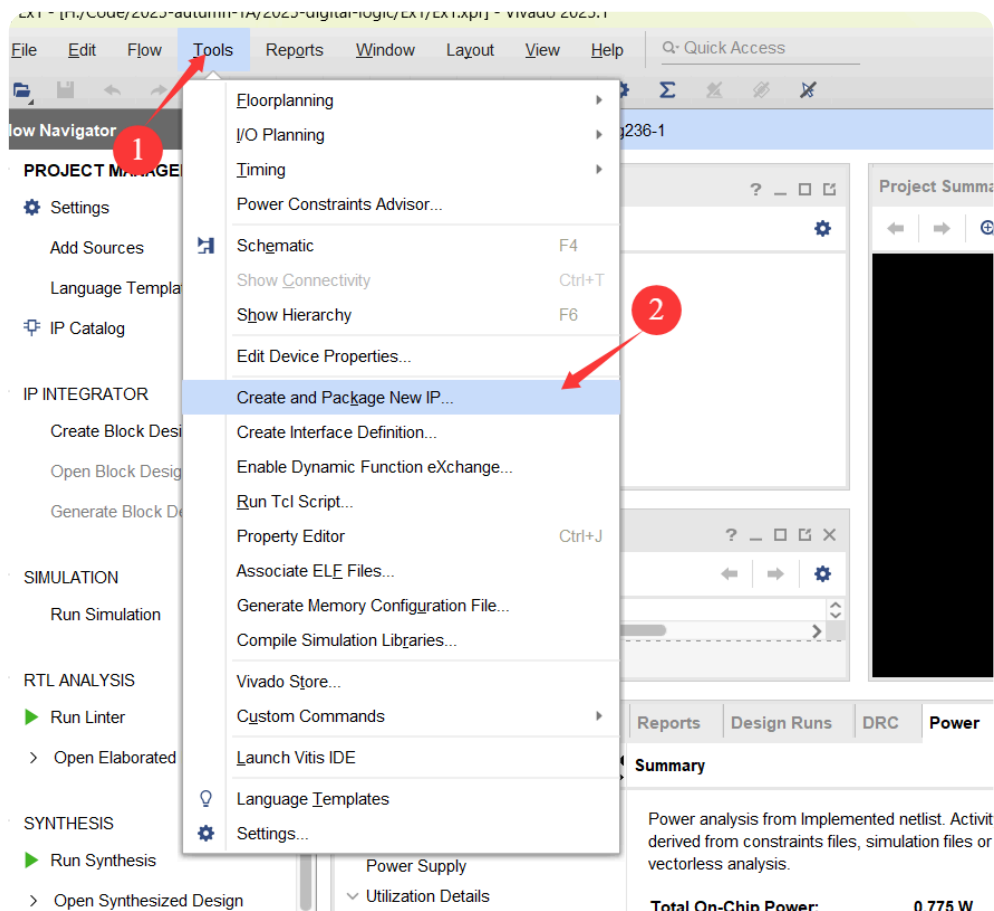 Ex1 - [H:/Code/2025-autumn-1A/2025-digital-logic/Ex1/Ex1.xpr] - Vivado 2025.1
File Edit Flow Tools Reports Window Layout View Help Quick Access
1
low Navigator
g236-1
PROJECT MANAGE
Settings
Add Sources
Language Templa
IP Catalog
IP INTEGRATOR
Create Block Desi
Open Block Desig
Generate Block De
SIMULATION
Run Simulation
RTL ANALYSIS
Run Linter
Open Elaborated
SYNTHESIS
Run Synthesis
Open Synthesized Design
Floorplanning
I/O Planning
Timing
Power Constraints Advisor...
Schematic F4
Show Connectivity Ctrl+T
Show Hierarchy F6
2
Edit Device Properties...
Create and Package New IP...
Create Interface Definition...
Enable Dynamic Function eXchange...
Run Tcl Script...
Property Editor Ctrl+J
Associate ELF Files...
Generate Memory Configuration File...
Compile Simulation Libraries...
Vivado Store...
Custom Commands
Launch Vitis IDE
Language Templates
Settings...
Power Supply
Utilization Details
Project Summa
Reports Design Runs DRC Power
Summary
Power analysis from Implemented netlist. Activit
derived from constraints files, simulation files or
vectorless analysis.
Total On-Chip Power: 0.775 W